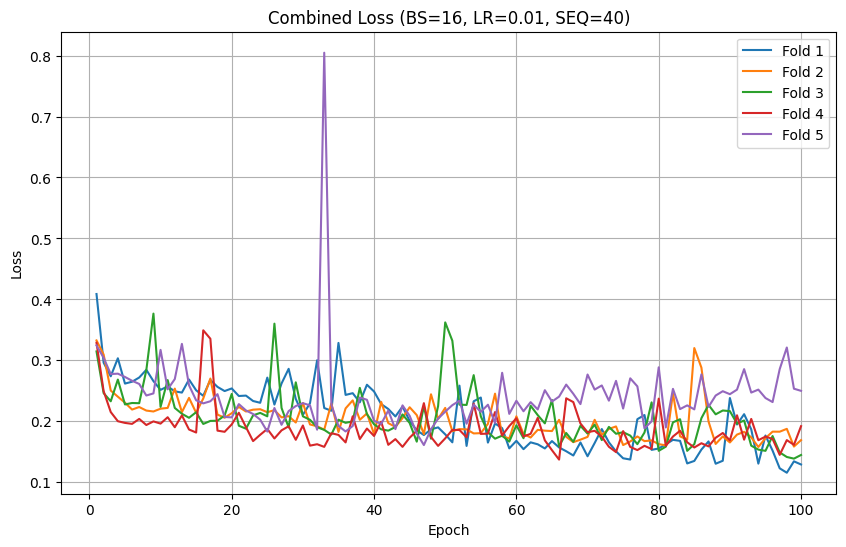 Combined Loss (BS=16, LR=0.01, SEQ=40)
Fold 1
Fold 2
Fold 3
Fold 4
Fold 5
Loss
0.8
0.7
0.6
0.5
0.4
0.3
0.2
0.1
0 20 40 60 80 100
Epoch